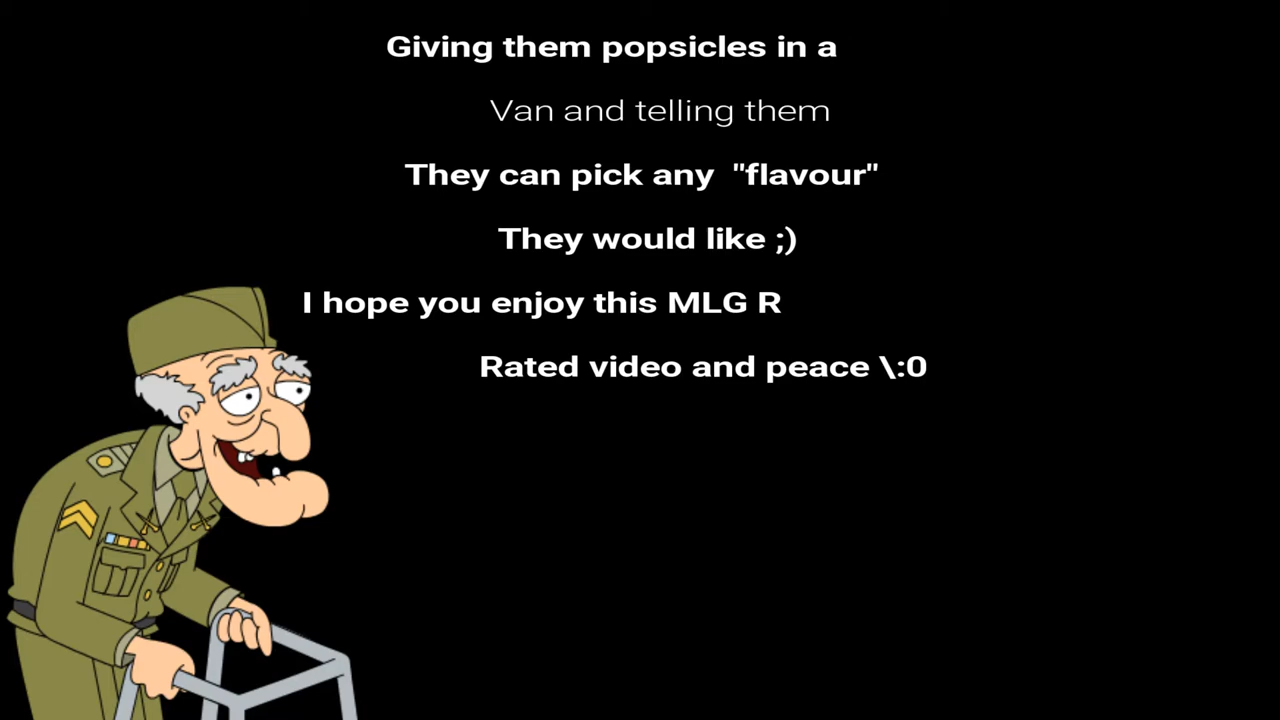 Giving them popsicles in a
Van and telling them
They can pick any "flavour"
They would like ;)
I hope you enjoy this MLG R
Rated video and peace \:0